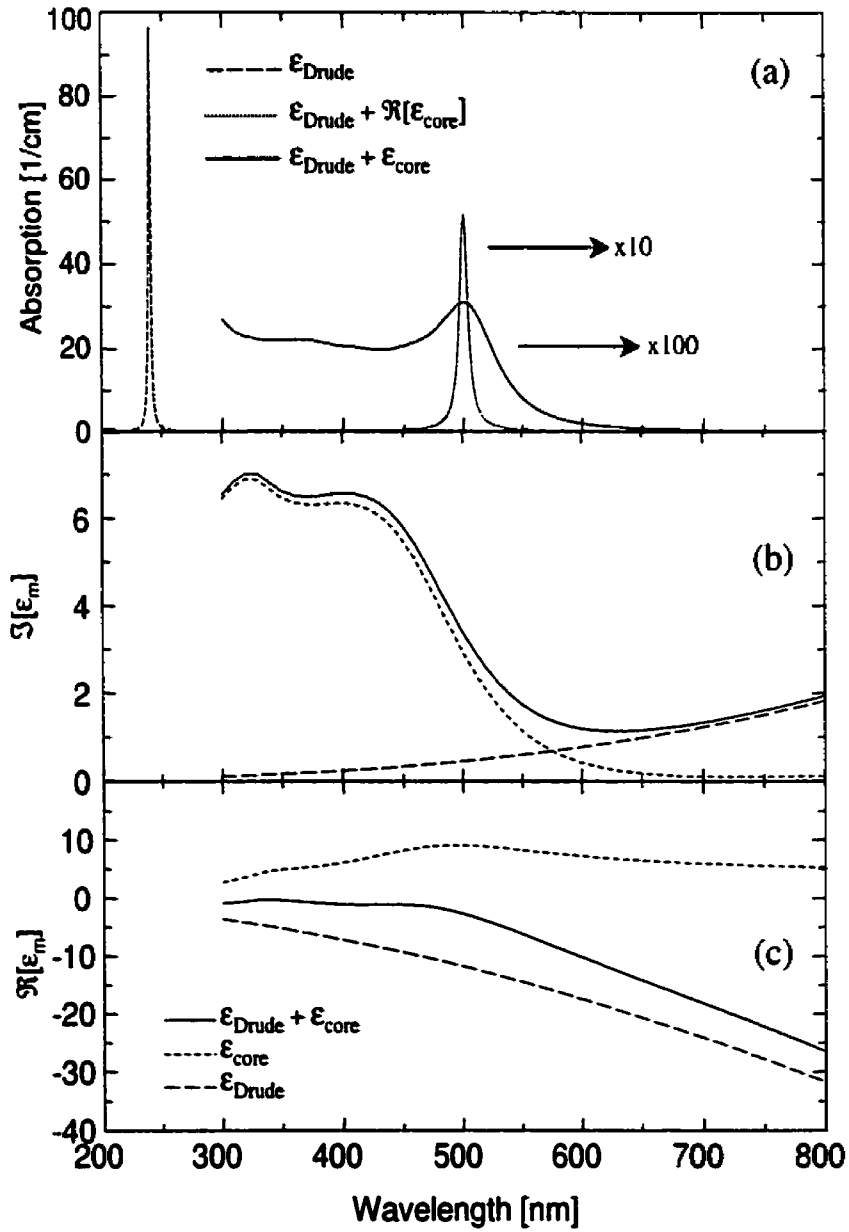 100
80
60
40
20
0
Absorption [1/cm]
ε_Drude
ε_Drude + ℜ[ε_core]
ε_Drude + ε_core
(a)
x10
x100
6
4
2
0
ℑ[ε_m]
(b)
10
0
-10
-20
-30
-40
ℜ[ε_m]
(c)
ε_Drude + ε_core
ε_core
ε_Drude
200 300 400 500 600 700 800
Wavelength [nm]